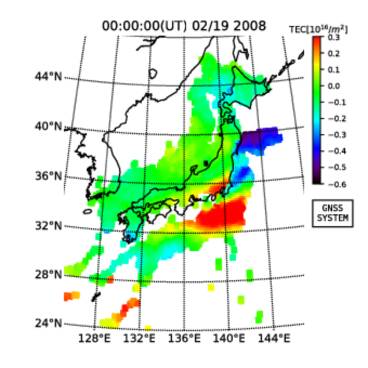 00:00:00(UT) 02/19 2008
TEC[10¹⁶/m²]
0.3
0.2
0.1
0.0
-0.1
-0.2
-0.3
-0.4
-0.5
-0.6
GNSS
SYSTEM
44°N
40°N
36°N
32°N
28°N
24°N
128°E 132°E 136°E 140°E 144°E